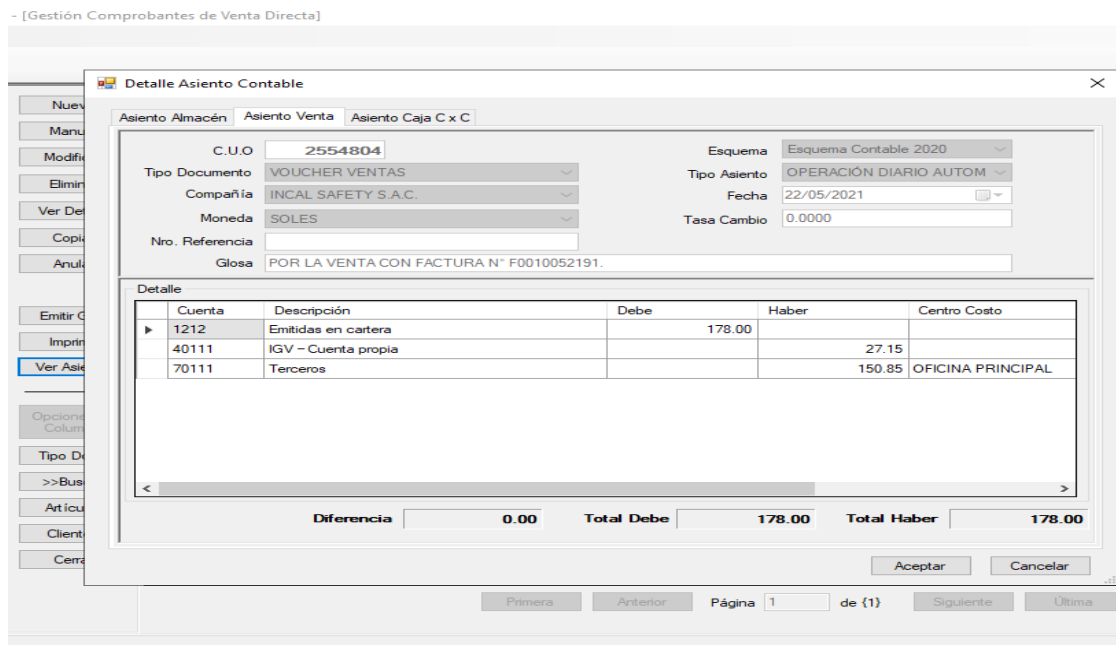 - [Gestión Comprobantes de Venta Directa]
Detalle Asiento Contable
Asiento Almacén Asiento Venta Asiento Caja C x C
C.U.O 2554804 Esquema Esquema Contable 2020
Tipo Documento VOUCHER VENTAS Tipo Asiento OPERACIÓN DIARIO AUTOM
Compañía INCAL SAFETY S.A.C. Fecha 22/05/2021
Moneda SOLES Tasa Cambio 0.0000
Nro. Referencia
Glosa POR LA VENTA CON FACTURA N° F0010052191.
Detalle
Cuenta Descripción Debe Haber Centro Costo
1212 Emitidas en cartera 178.00
40111 IGV – Cuenta propia 27.15
70111 Terceros 150.85 OFICINA PRINCIPAL
Diferencia 0.00 Total Debe 178.00 Total Haber 178.00
Aceptar Cancelar
Nuev
Manu
Modifi
Elimin
Ver Det
Copia
Anula
Emitir G
Imprim
Ver Asie
Opcione
Colum
Tipo Do
>>Bus
Artícu
Client
Cerra
Primera Anterior Página 1 de {1} Siguiente Última